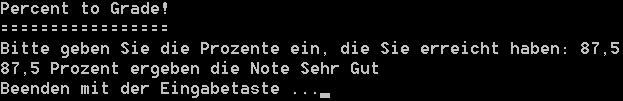 Percent to Grade!
=================
Bitte geben Sie die Prozente ein, die Sie erreicht haben: 87,5
87,5 Prozent ergeben die Note Sehr Gut
Beenden mit der Eingabetaste ..._